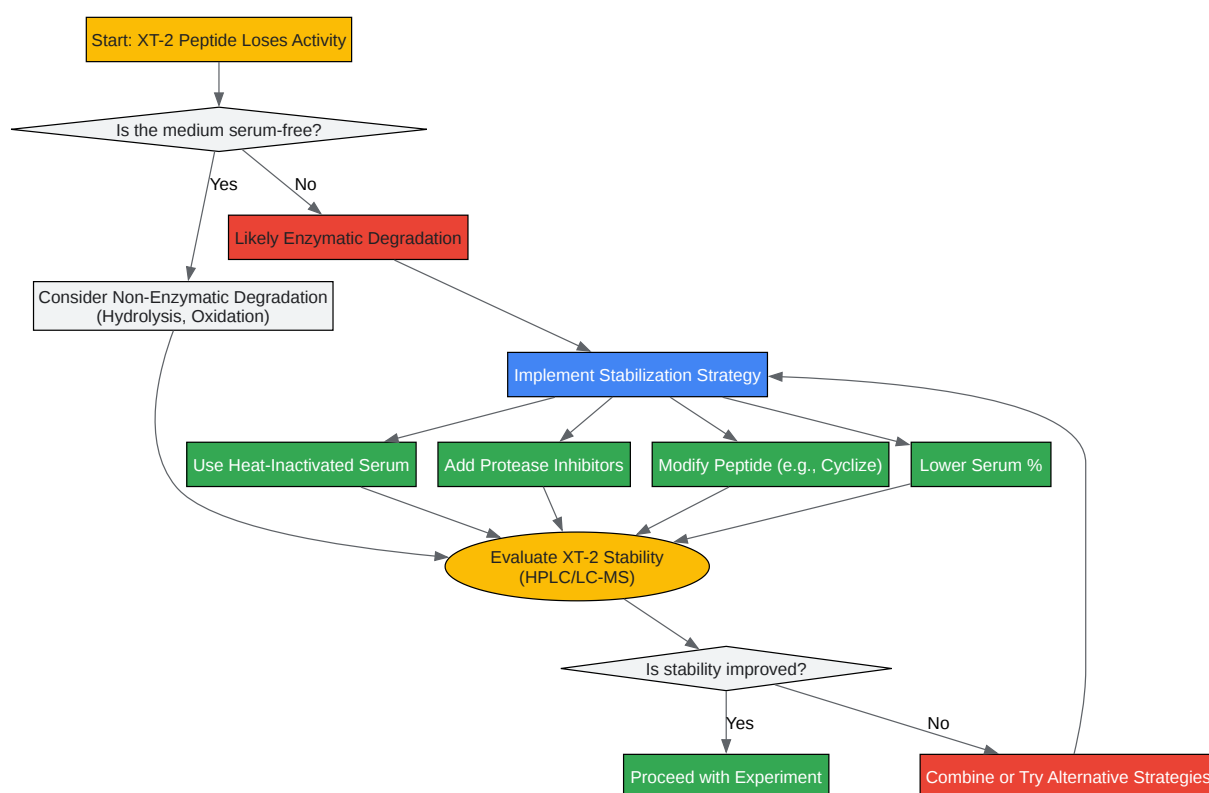 Start: XT-2 Peptide Loses Activity
Is the medium serum-free?
Yes
No
Likely Enzymatic Degradation
Consider Non-Enzymatic Degradation
(Hydrolysis, Oxidation)
Implement Stabilization Strategy
Use Heat-Inactivated Serum
Add Protease Inhibitors
Modify Peptide (e.g., Cyclize)
Lower Serum %
Evaluate XT-2 Stability
(HPLC/LC-MS)
Is stability improved?
Yes
No
Proceed with Experiment
Combine or Try Alternative Strategies